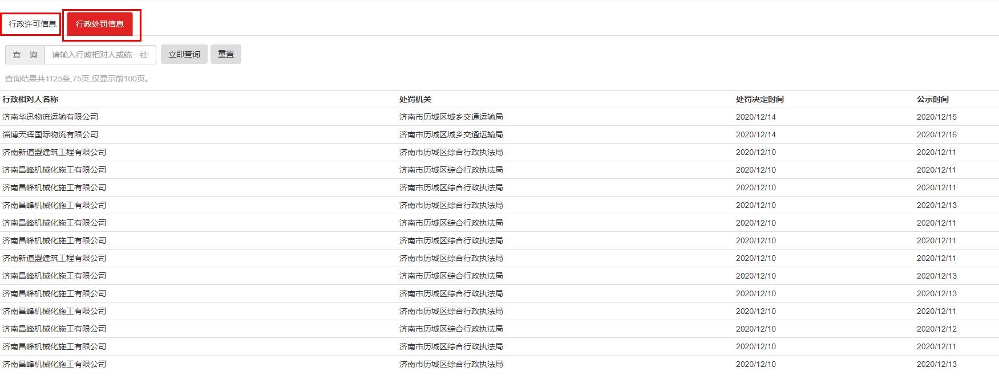 行政许可信息 行政处罚信息
查 询 请输入行政相对人或统一社 立即查询 重置
查询结果共1125条,75页,仅显示前100页。
行政相对人名称 处罚机关 处罚决定时间 公示时间
济南华迅物流运输有限公司 济南市历城区城乡交通运输局 2020/12/14 2020/12/15
淄博天辉国际物流有限公司 济南市历城区城乡交通运输局 2020/12/14 2020/12/16
济南新道盟建筑工程有限公司 济南市历城区综合行政执法局 2020/12/10 2020/12/11
济南昌峰机械化施工有限公司 济南市历城区综合行政执法局 2020/12/10 2020/12/11
济南昌峰机械化施工有限公司 济南市历城区综合行政执法局 2020/12/10 2020/12/11
济南昌峰机械化施工有限公司 济南市历城区综合行政执法局 2020/12/10 2020/12/13
济南昌峰机械化施工有限公司 济南市历城区综合行政执法局 2020/12/10 2020/12/11
济南昌峰机械化施工有限公司 济南市历城区综合行政执法局 2020/12/10 2020/12/11
济南新道盟建筑工程有限公司 济南市历城区综合行政执法局 2020/12/10 2020/12/11
济南昌峰机械化施工有限公司 济南市历城区综合行政执法局 2020/12/10 2020/12/13
济南昌峰机械化施工有限公司 济南市历城区综合行政执法局 2020/12/10 2020/12/13
济南昌峰机械化施工有限公司 济南市历城区综合行政执法局 2020/12/10 2020/12/11
济南昌峰机械化施工有限公司 济南市历城区综合行政执法局 2020/12/10 2020/12/12
济南昌峰机械化施工有限公司 济南市历城区综合行政执法局 2020/12/10 2020/12/11
济南昌峰机械化施工有限公司 济南市历城区综合行政执法局 2020/12/10 2020/12/13